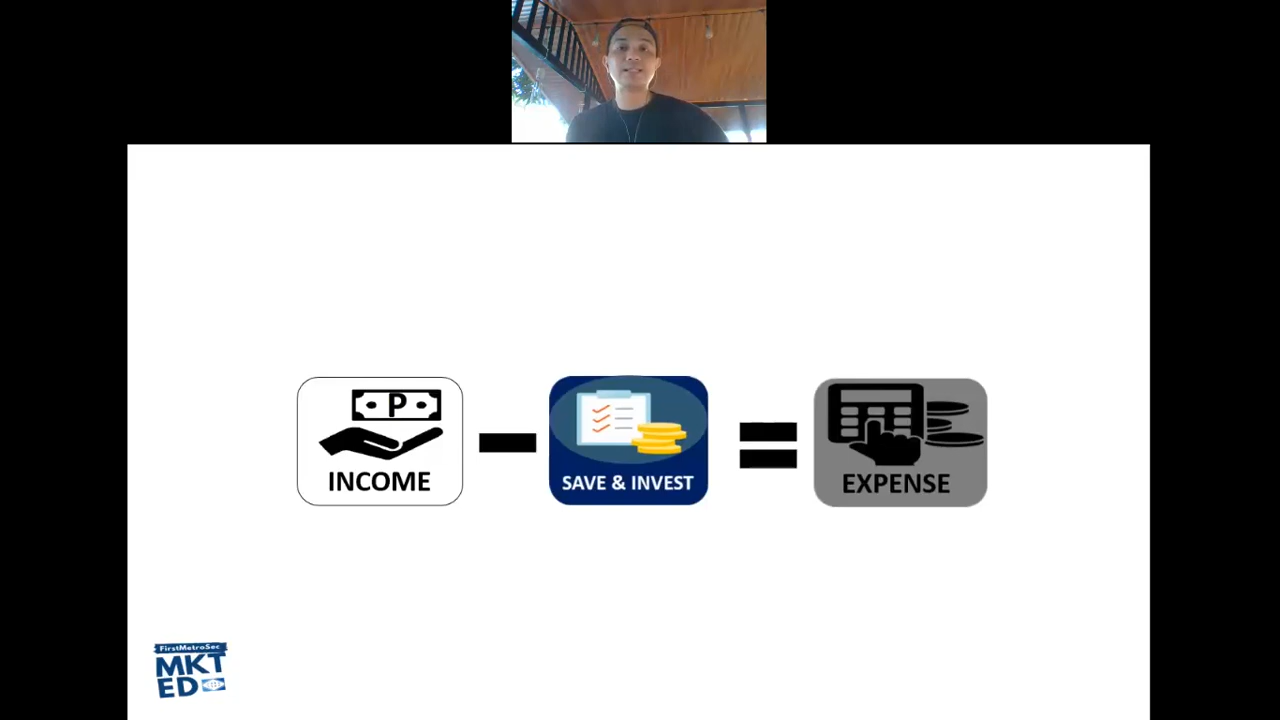 P
INCOME
SAVE & INVEST
EXPENSE
FirstMetroSec
MKT
ED